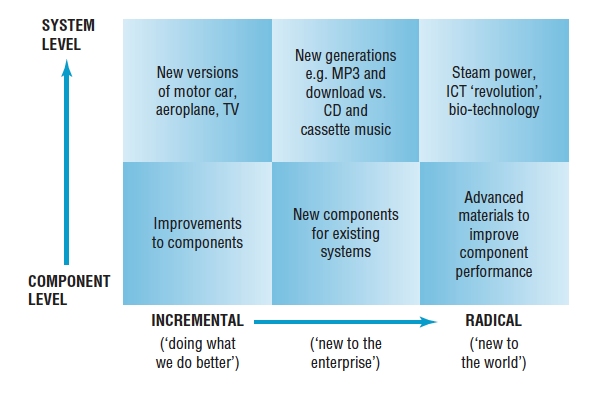 SYSTEM
LEVEL
New versions
of motor car,
aeroplane, TV
New generations
e.g. MP3 and
download vs.
CD and
cassette music
Steam power,
ICT ‘revolution’,
bio-technology
Improvements
to components
New components
for existing
systems
Advanced
materials to
improve
component
performance
COMPONENT
LEVEL
INCREMENTAL
(‘doing what
we do better’)
(‘new to the
enterprise’)
RADICAL
(‘new to
the world’)